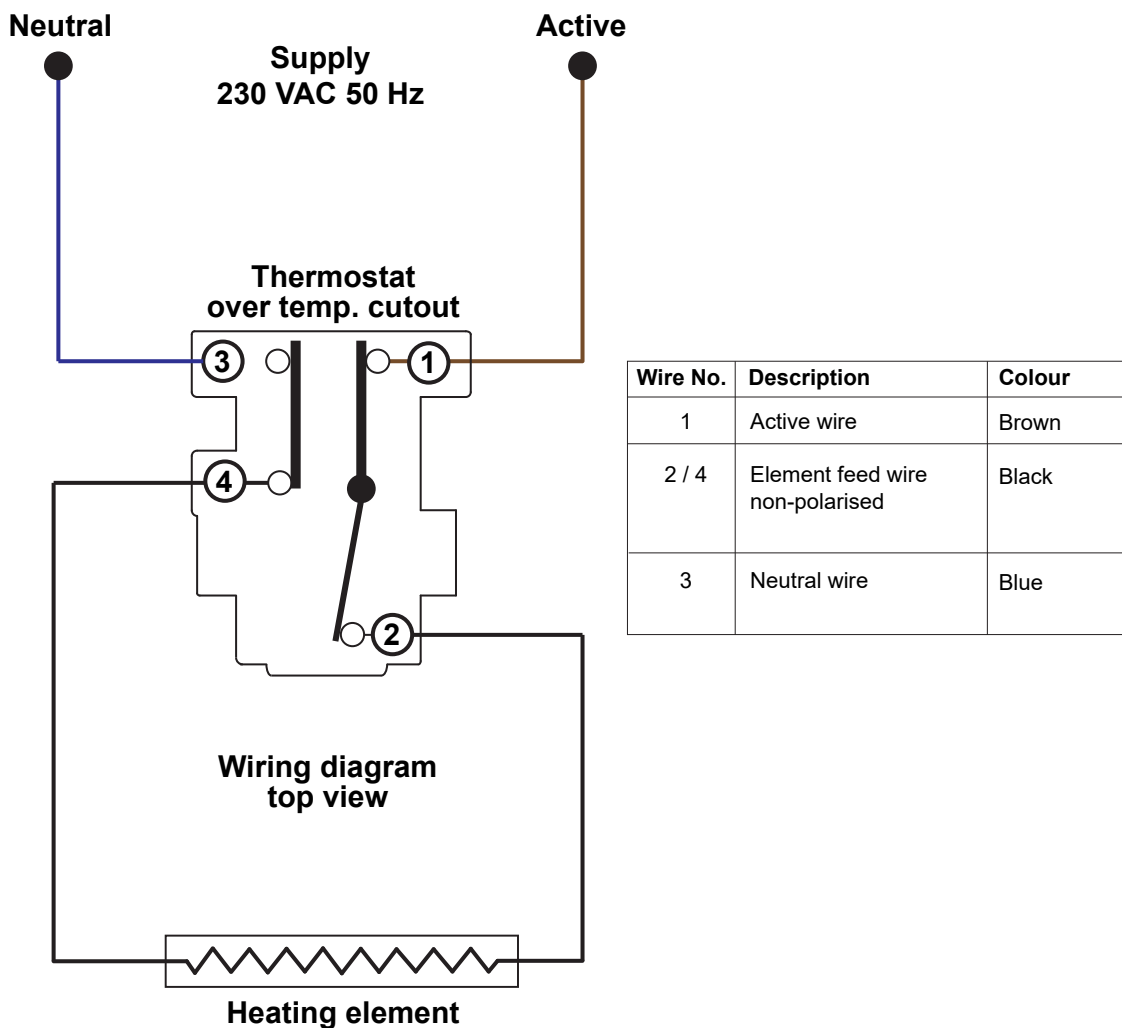 Neutral
Active
Supply
230 VAC 50 Hz
Thermostat
over temp. cutout
3
1
4
2
Wire No. Description Colour
1 Active wire Brown
2 / 4 Element feed wire Black
non-polarised
3 Neutral wire Blue
Wiring diagram
top view
Heating element